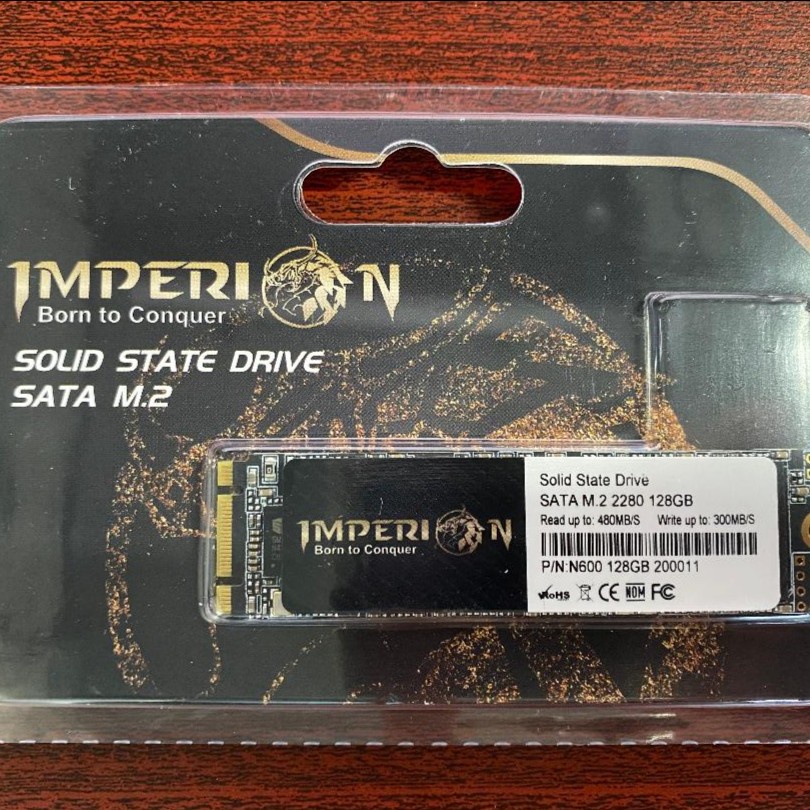 IMPERION
Born to Conquer
SOLID STATE DRIVE
SATA M.2
IMPERION
Born to Conquer
Solid State Drive
SATA M.2 2280 128GB
Read up to: 480MB/S Write up to: 300MB/S
P/N:N600 128GB 200011
RoHS CE NOM FC